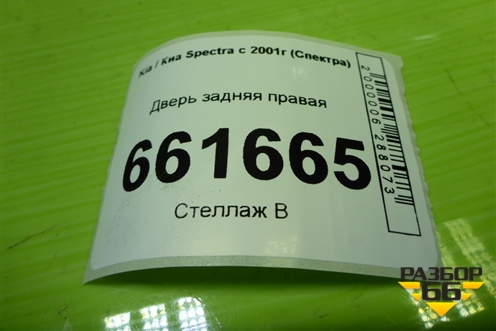 Kia / Киа Spectra с 2001г (Спектра)
Дверь задняя правая
661665
Стеллаж В
2000006288073
РАЗБОР
66